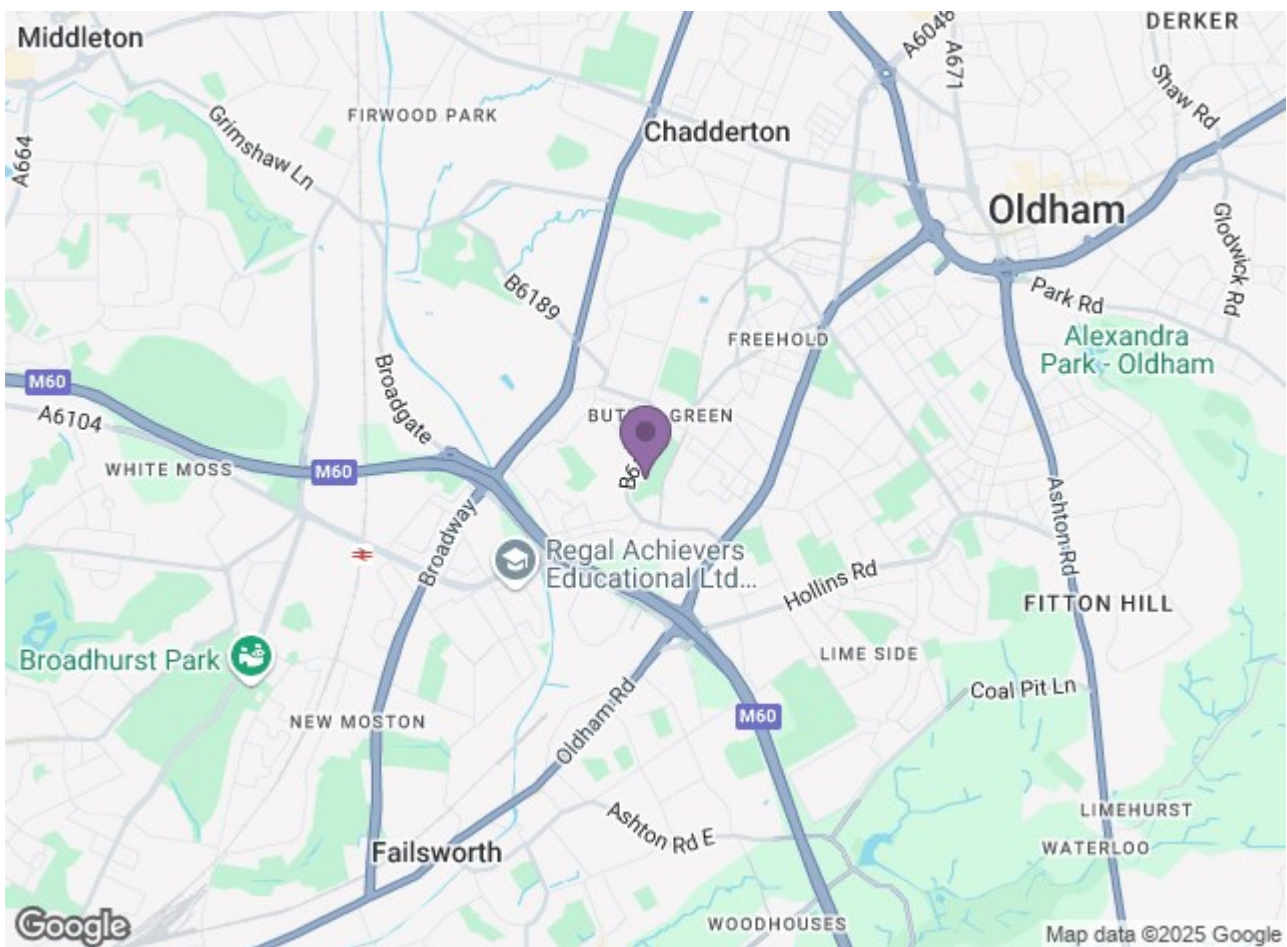 Middleton
DERKER
A6046
A671
Shaw Rd
FIRWOOD PARK
Chadderton
A664
Grimshaw Ln
Oldham
Glodwick Rd
B6189
Park Rd
FREEHOLD
Alexandra
Park - Oldham
M60
Broadgate
A6104
GREEN
WHITE MOSS
M60
Broadway
Ashton Rd
Regal Achievers
Educational Ltd...
Hollins Rd
FITTON HILL
Broadhurst Park
LIME SIDE
Coal Pit Ln
NEW MOSTON
M60
Oldham Rd
LIMEHURST
Ashton Rd E
WATERLOO
Failsworth
WOODHOUSES
Google
Map data ©2025 Google